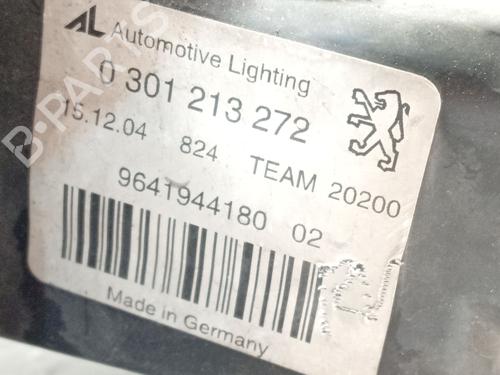 AL Automotive Lighting
0 301 213 272
15.12.04 824 TEAM 20200
9641944180 02
Made in Germany
B-PARTS